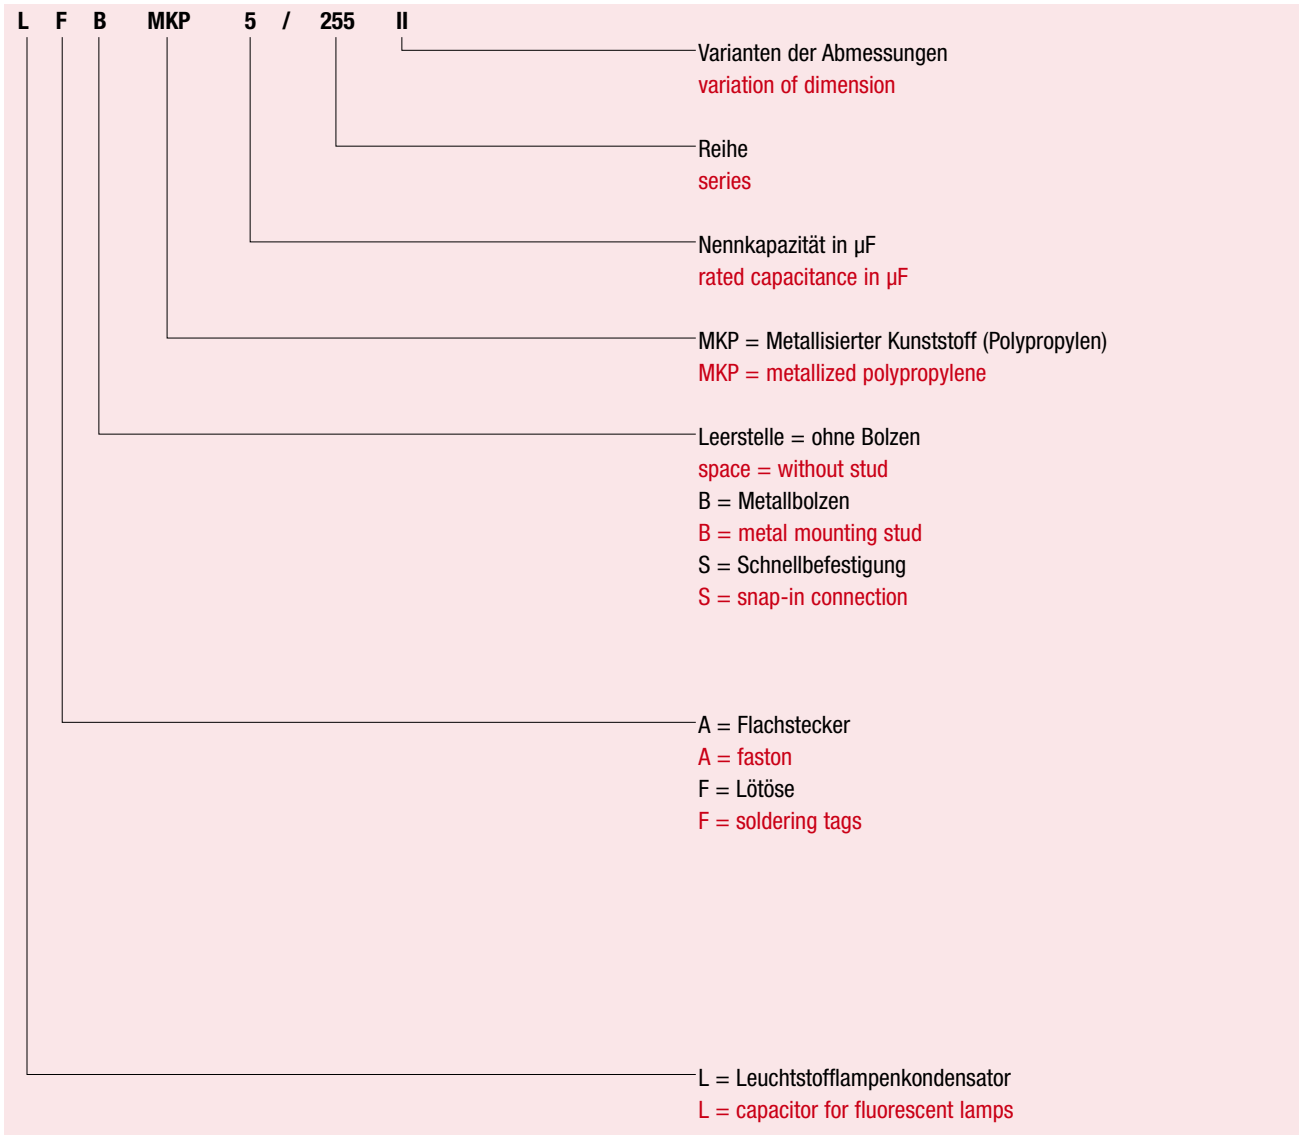 L F B MKP 5 / 255 II
Varianten der Abmessungen
variation of dimension
Reihe
series
Nennkapazität in µF
rated capacitance in µF
MKP = Metallisierter Kunststoff (Polypropylen)
MKP = metallized polypropylene
Leerstelle = ohne Bolzen
space = without stud
B = Metallbolzen
B = metal mounting stud
S = Schnellbefestigung
S = snap-in connection
A = Flachstecker
A = faston
F = Lötöse
F = soldering tags
L = Leuchtstofflampenkondensator
L = capacitor for fluorescent lamps